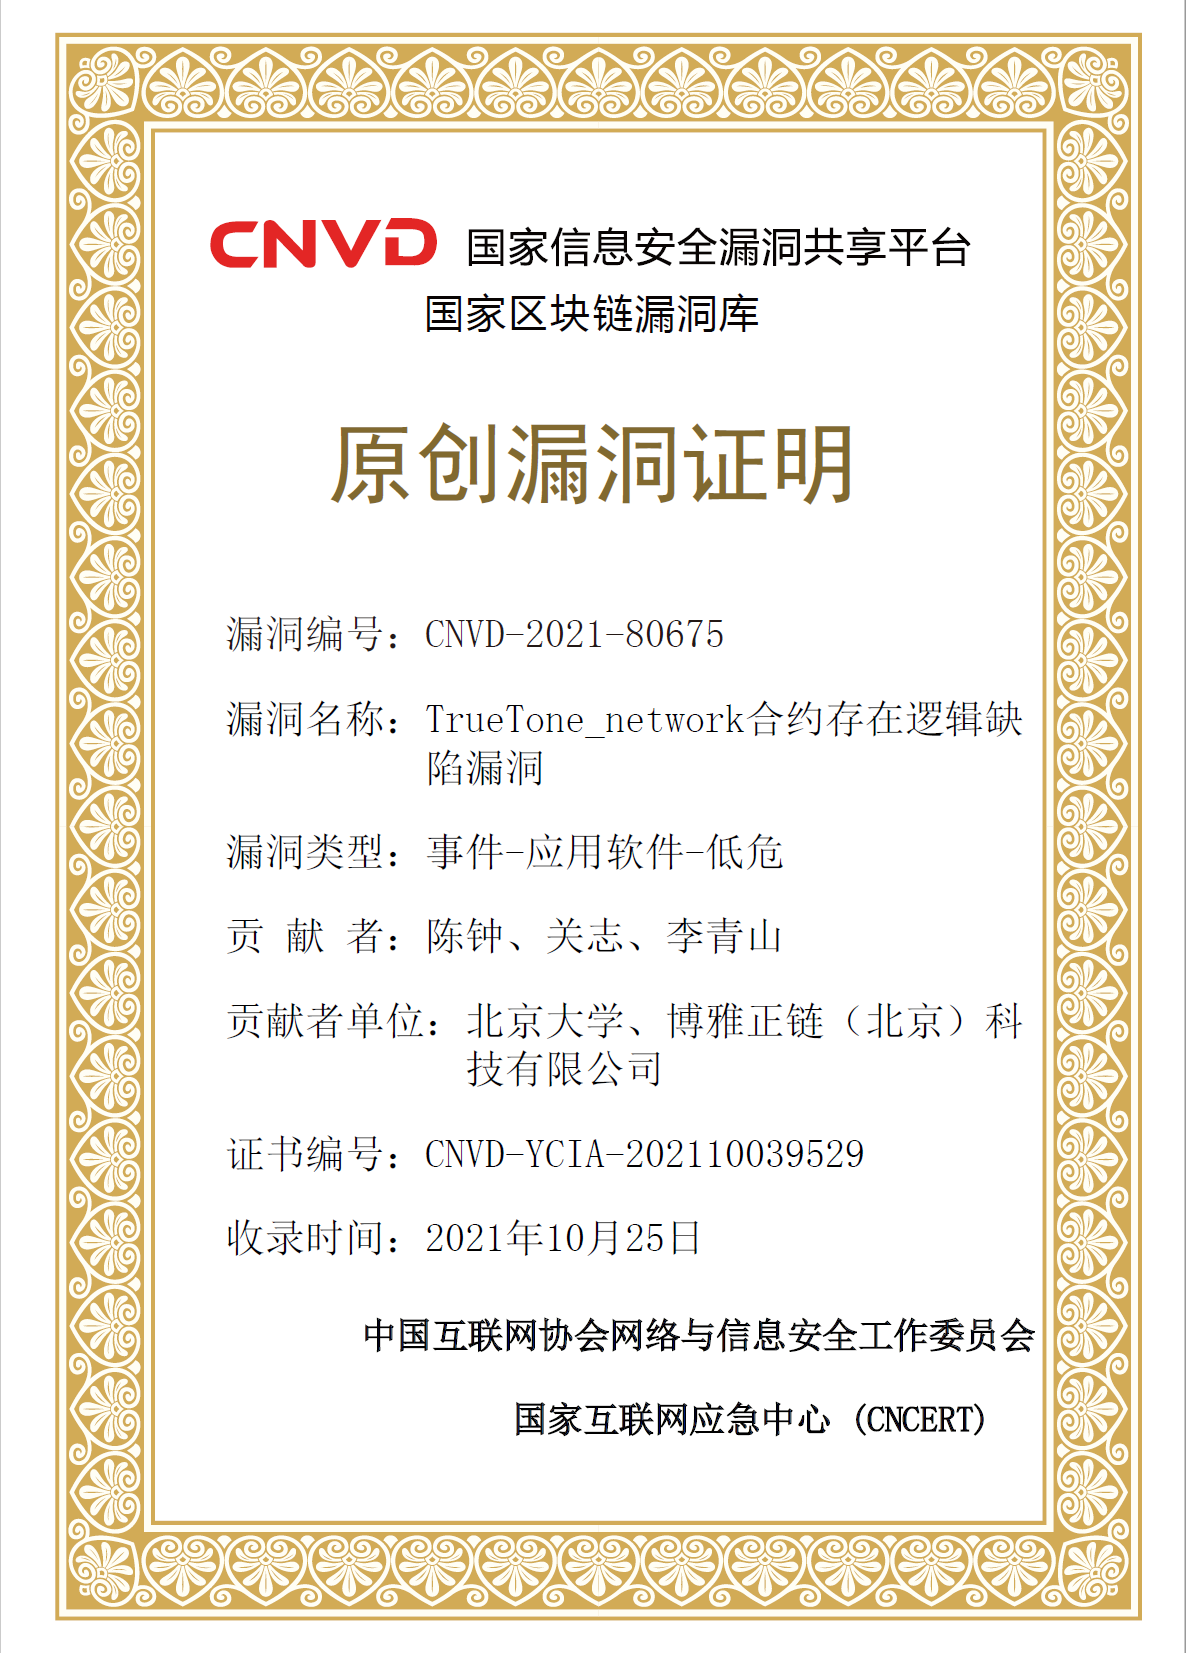 CNVD 国家信息安全漏洞共享平台
国家区块链漏洞库
原创漏洞证明
漏洞编号：CNVD-2021-80675
漏洞名称：TrueTone_network合约存在逻辑缺
陷漏洞
漏洞类型：事件-应用软件-低危
贡 献 者：陈钟、关志、李青山
贡献者单位：北京大学、博雅正链（北京）科
技有限公司
证书编号：CNVD-YCIA-202110039529
收录时间：2021年10月25日
中国互联网协会网络与信息安全工作委员会
国家互联网应急中心 (CNCERT)